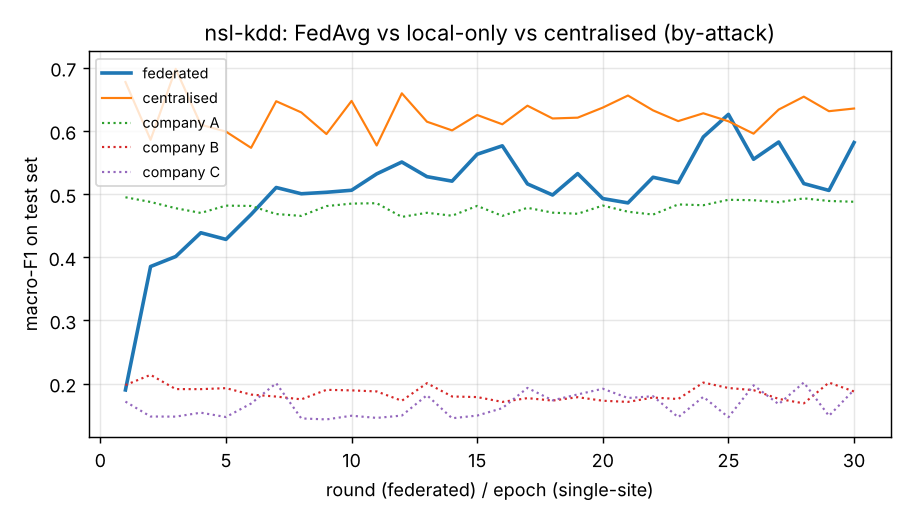 nsl-kdd: FedAvg vs local-only vs centralised (by-attack)
macro-F1 on test set
0.7
0.6
0.5
0.4
0.3
0.2
federated
centralised
company A
company B
company C
0 5 10 15 20 25 30
round (federated) / epoch (single-site)